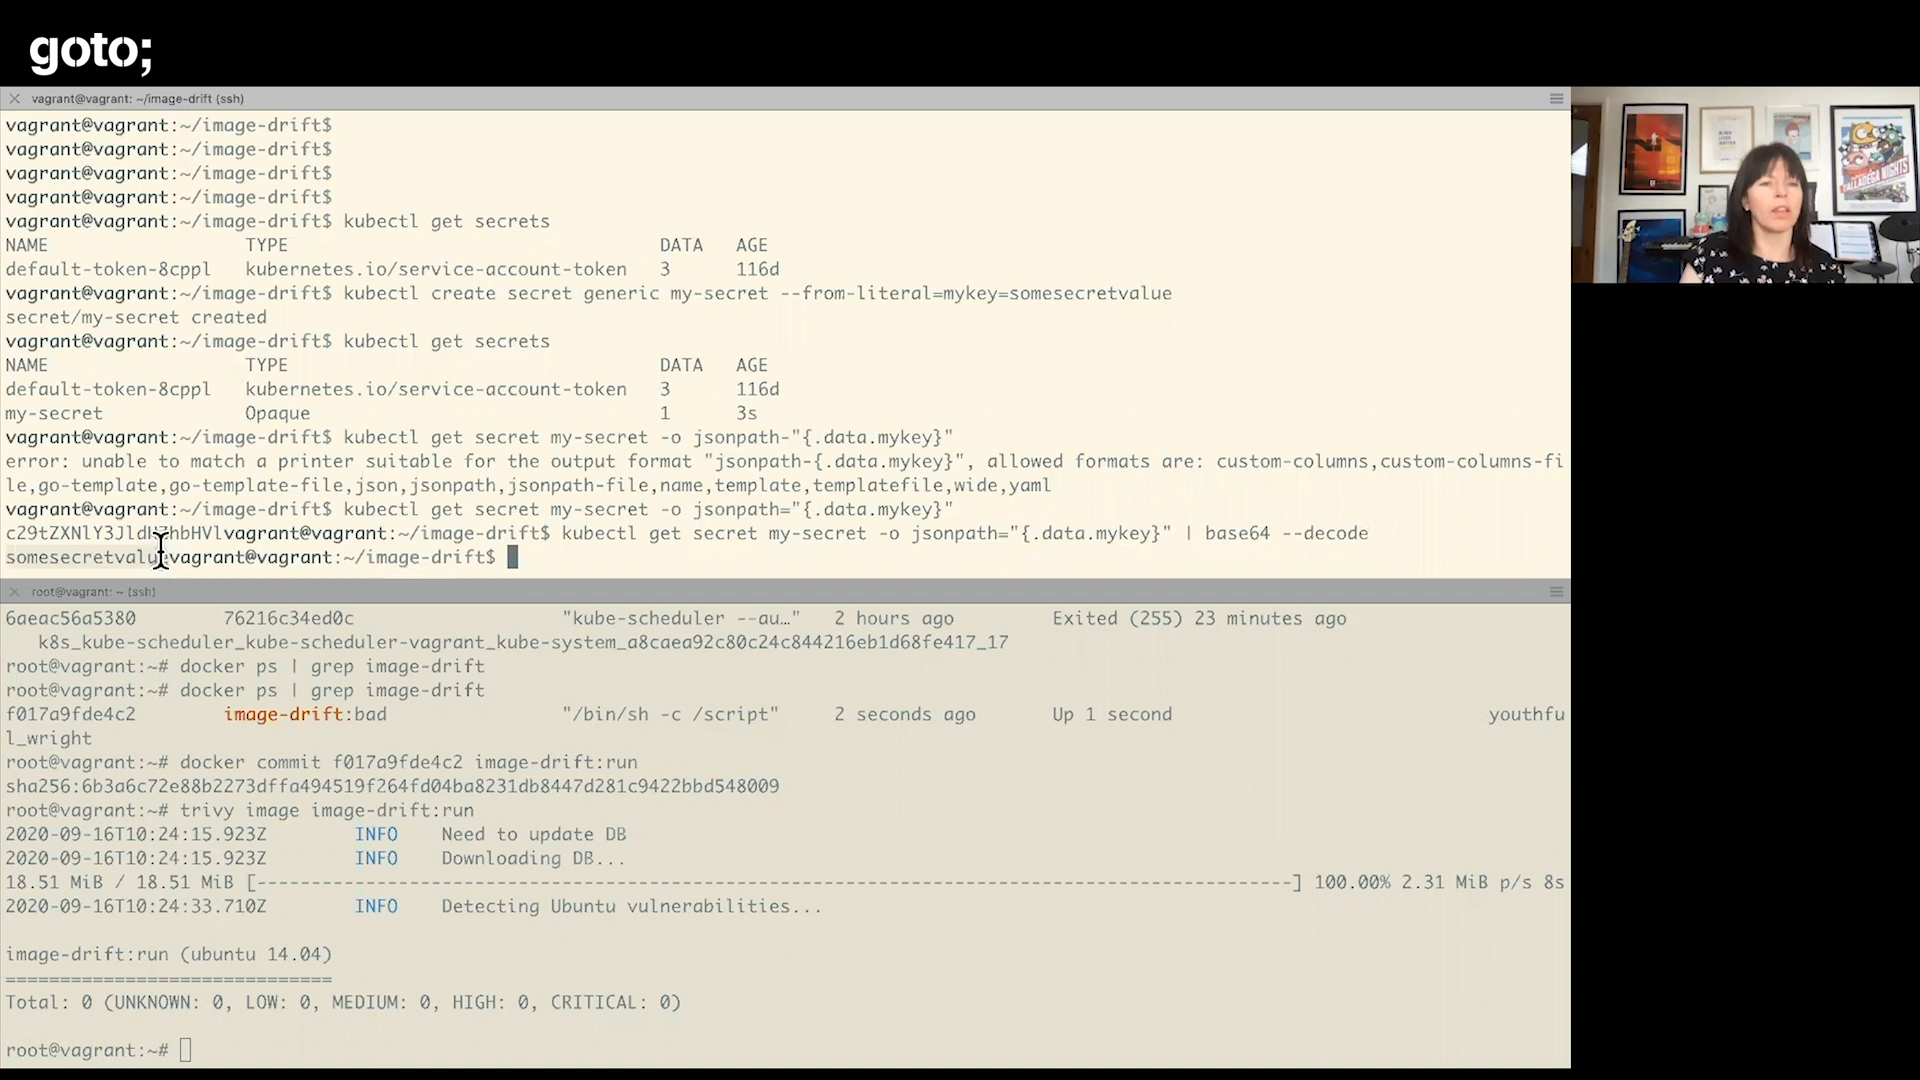 goto;
vagrant@vagrant: ~/image-drift (ssh)
vagrant@vagrant:~/image-drift$
vagrant@vagrant:~/image-drift$
vagrant@vagrant:~/image-drift$
vagrant@vagrant:~/image-drift$
vagrant@vagrant:~/image-drift$ kubectl get secrets
NAME TYPE DATA AGE
default-token-8cppl kubernetes.io/service-account-token 3 116d
vagrant@vagrant:~/image-drift$ kubectl create secret generic my-secret --from-literal=mykey=somesecretvalue
secret/my-secret created
vagrant@vagrant:~/image-drift$ kubectl get secrets
NAME TYPE DATA AGE
default-token-8cppl kubernetes.io/service-account-token 3 116d
my-secret Opaque 1 3s
vagrant@vagrant:~/image-drift$ kubectl get secret my-secret -o jsonpath-"{.data.mykey}"
error: unable to match a printer suitable for the output format "jsonpath-{.data.mykey}", allowed formats are: custom-columns,custom-columns-fi
le,go-template,go-template-file,json,jsonpath,jsonpath-file,name,template,templatefile,wide,yaml
vagrant@vagrant:~/image-drift$ kubectl get secret my-secret -o jsonpath="{.data.mykey}"
vagrant@vagrant:~/image-drift$ kubectl get secret my-secret -o jsonpath="{.data.mykey}" | base64 --decode
somesecretvaluevagrant@vagrant:~/image-drift$
root@vagrant: ~ (ssh)
6aeac56a5380 76216c34ed0c "kube-scheduler --au…" 2 hours ago Exited (255) 23 minutes ago
k8s_kube-scheduler_kube-scheduler-vagrant_kube-system_a8caea92c80c24c844216eb1d68fe417_17
root@vagrant:~# docker ps | grep image-drift
root@vagrant:~# docker ps | grep image-drift
f017a9fde4c2 image-drift:bad "/bin/sh -c /script" 2 seconds ago Up 1 second youthfu
l_wright
root@vagrant:~# docker commit f017a9fde4c2 image-drift:run
sha256:6b3a6c72e88b2273dffa494519f264fd04ba8231db8447d281c9422bbd548009
root@vagrant:~# trivy image image-drift:run
2020-09-16T10:24:15.923Z INFO Need to update DB
2020-09-16T10:24:15.923Z INFO Downloading DB...
18.51 MiB / 18.51 MiB [------------------------------------------------------------------------------------------------] 100.00% 2.31 MiB p/s 8s
2020-09-16T10:24:33.710Z INFO Detecting Ubuntu vulnerabilities...
image-drift:run (ubuntu 14.04)
==============================
Total: 0 (UNKNOWN: 0, LOW: 0, MEDIUM: 0, HIGH: 0, CRITICAL: 0)
root@vagrant:~#
TALLADEGA NIGHTS